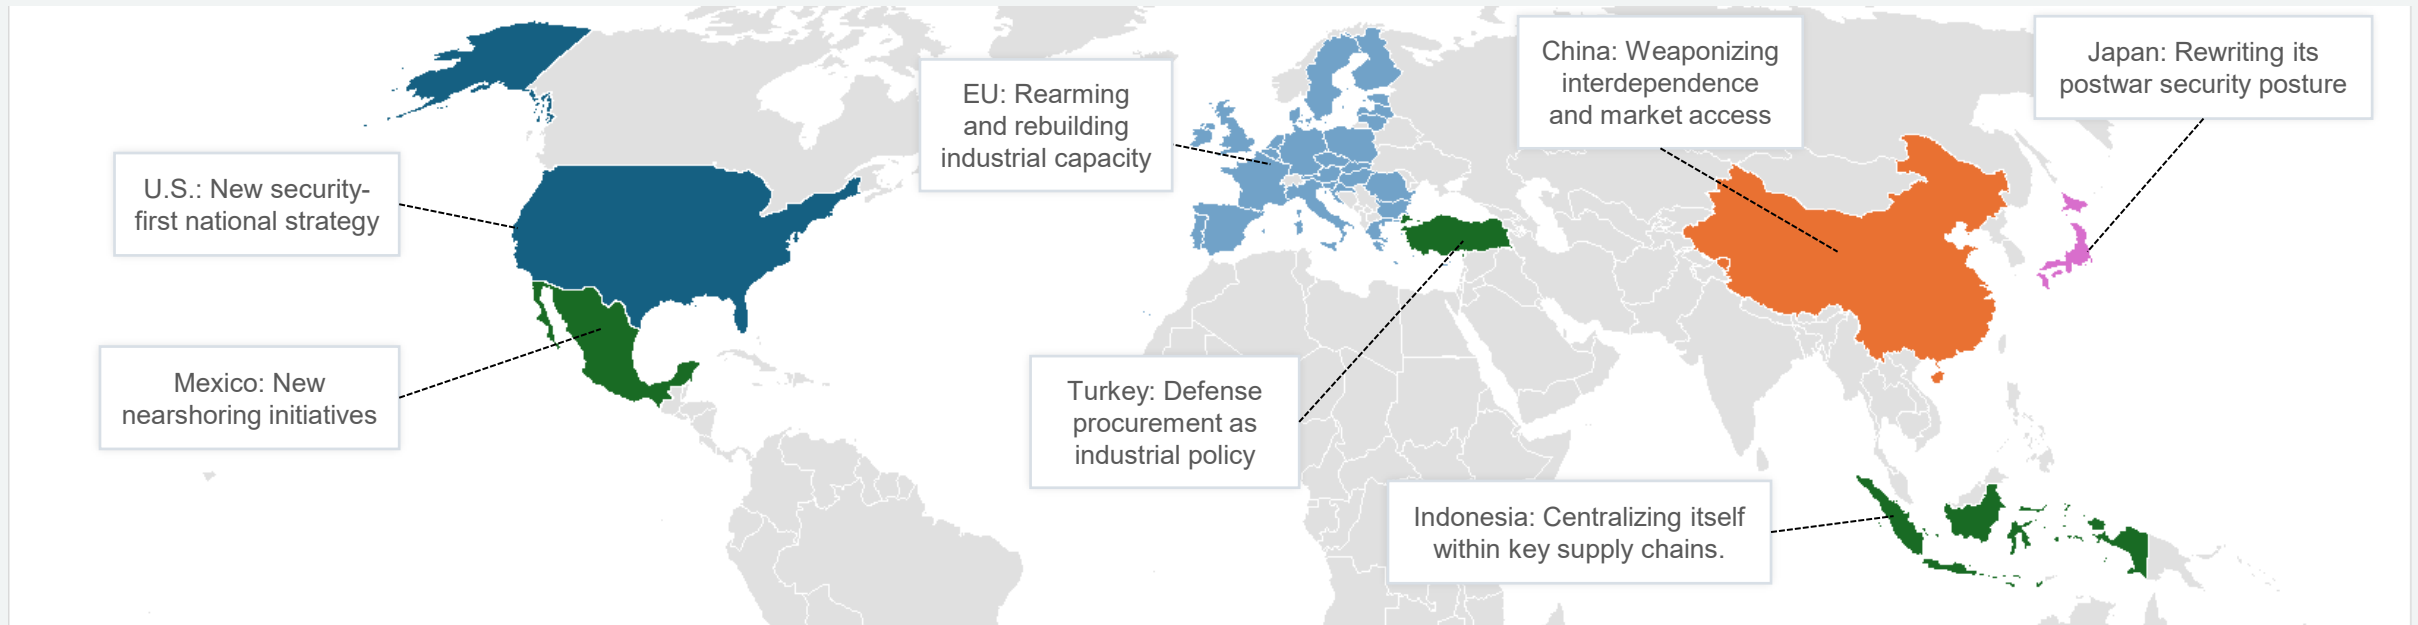 U.S.: New security-
first national strategy
Mexico: New
nearshoring initiatives
EU: Rearming
and rebuilding
industrial capacity
Turkey: Defense
procurement as
industrial policy
China: Weaponizing
interdependence
and market access
Japan: Rewriting its
postwar security posture
Indonesia: Centralizing itself
within key supply chains.